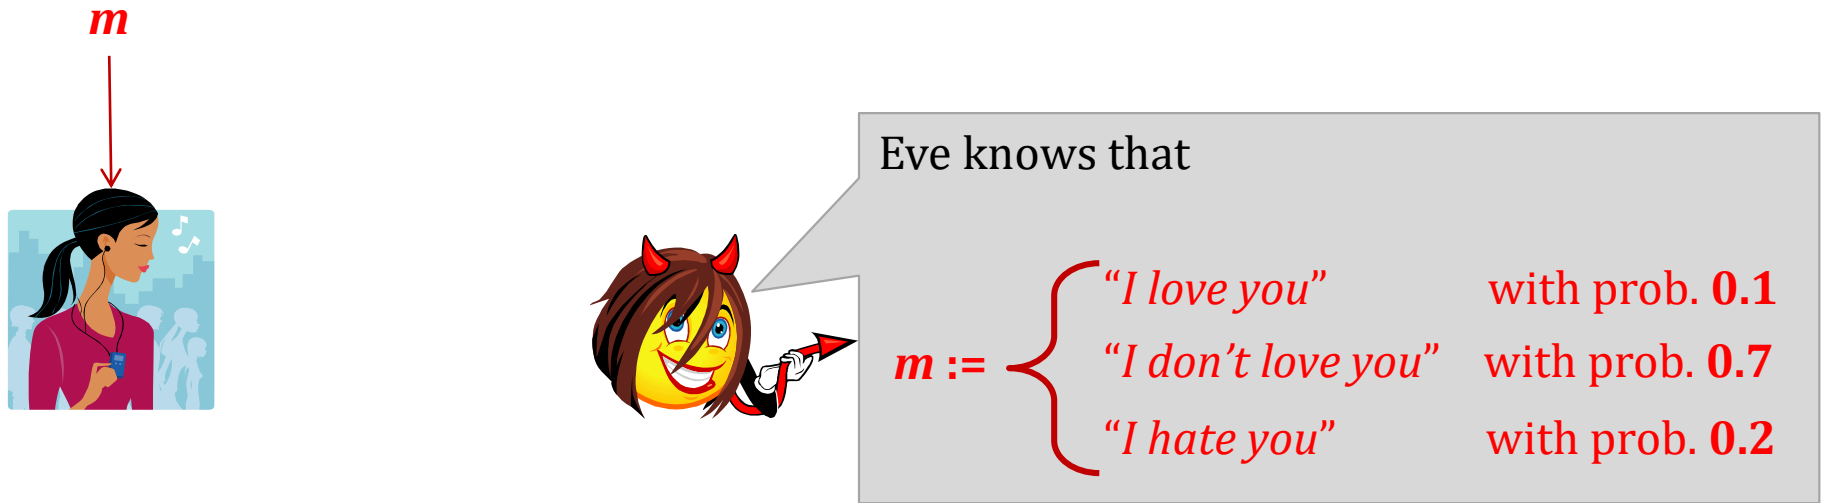 m
Eve knows that
“I love you” with prob. 0.1
m := “I don’t love you” with prob. 0.7
“I hate you” with prob. 0.2